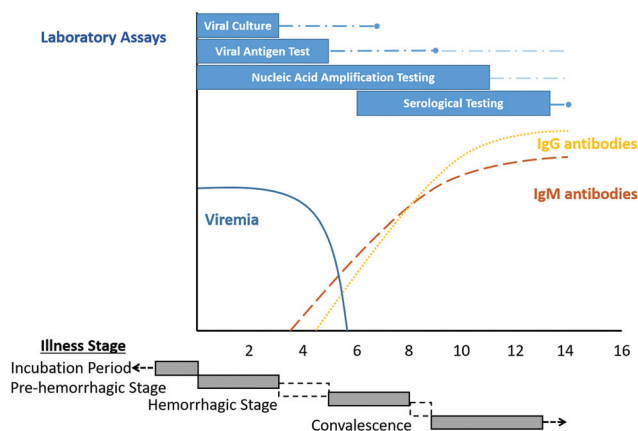 Viral Culture
Laboratory Assays
Viral Antigen Test
Nucleic Acid Amplification Testing
Serological Testing
IgG antibodies
IgM antibodies
Viremia
Illness Stage
2 4 6 8 10 12 14 16
Incubation Period
Pre-hemorrhagic Stage
Hemorrhagic Stage
Convalescence